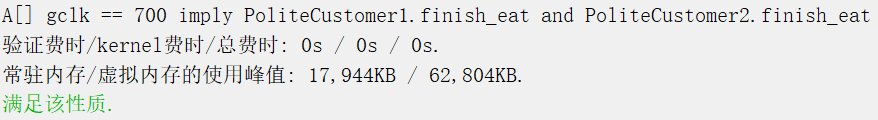 A[] gclk == 700 imply PoliteCustomer1.finish_eat and PoliteCustomer2.finish_eat
验证费时/kernel费时/总费时: 0s / 0s / 0s.
常驻内存/虚拟内存的使用峰值: 17,944KB / 62,804KB.
满足该性质.